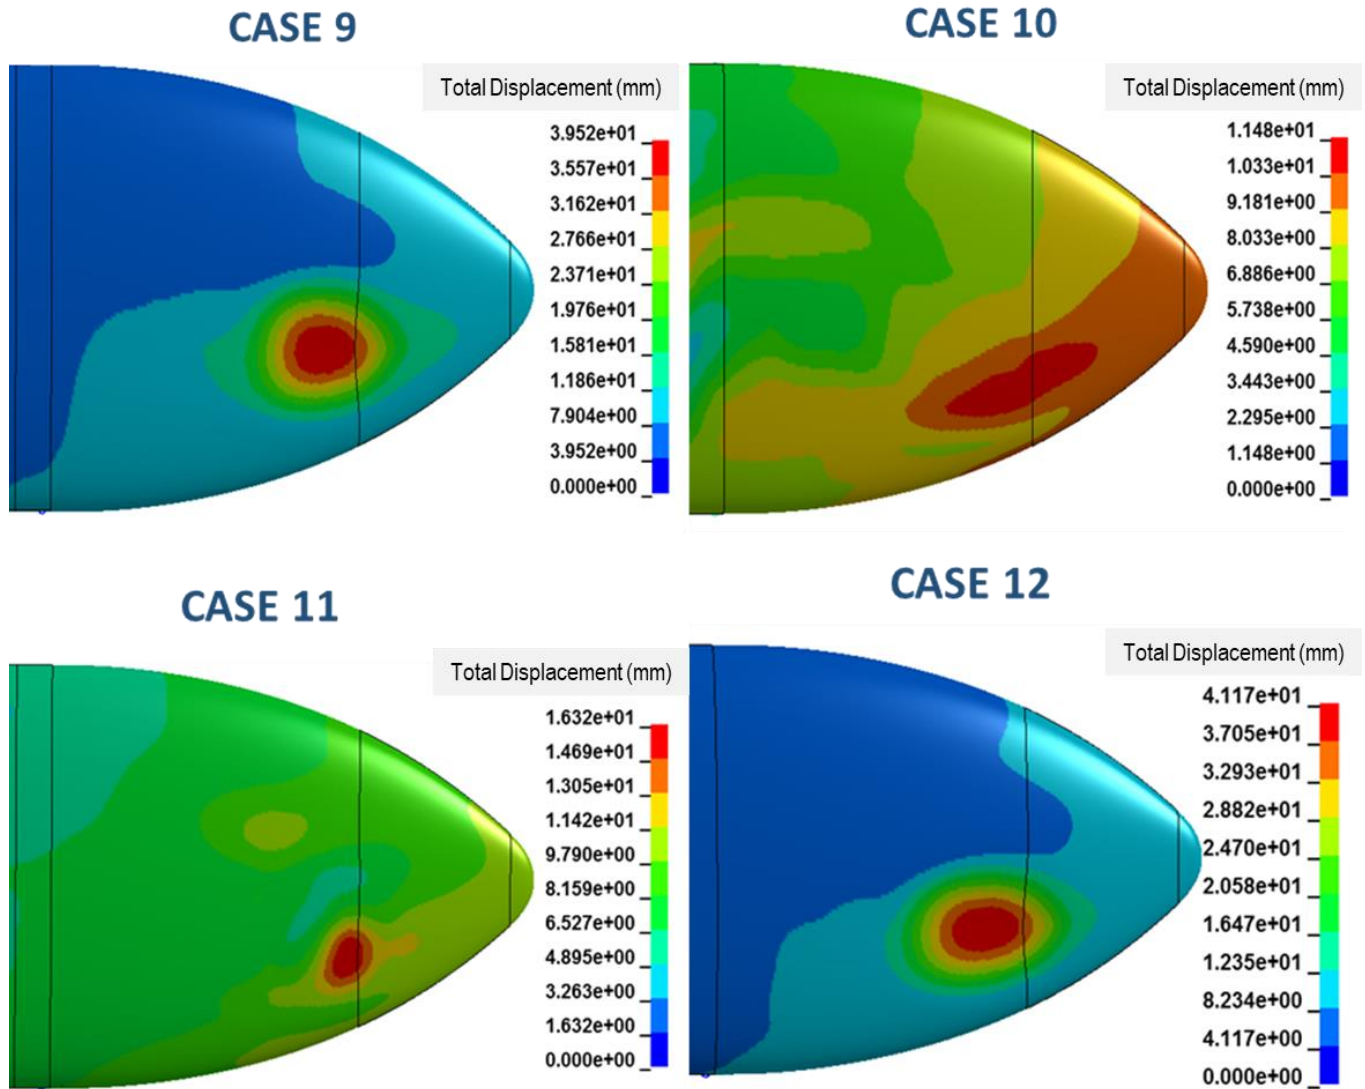 CASE 9
Total Displacement (mm)
3.952e+01
3.557e+01
3.162e+01
2.766e+01
2.371e+01
1.976e+01
1.581e+01
1.186e+01
7.904e+00
3.952e+00
0.000e+00
CASE 10
Total Displacement (mm)
1.148e+01
1.033e+01
9.181e+00
8.033e+00
6.886e+00
5.738e+00
4.590e+00
3.443e+00
2.295e+00
1.148e+00
0.000e+00
CASE 11
Total Displacement (mm)
1.632e+01
1.469e+01
1.305e+01
1.142e+01
9.790e+00
8.159e+00
6.527e+00
4.895e+00
3.263e+00
1.632e+00
0.000e+00
CASE 12
Total Displacement (mm)
4.117e+01
3.705e+01
3.293e+01
2.882e+01
2.470e+01
2.058e+01
1.647e+01
1.235e+01
8.234e+00
4.117e+00
0.000e+00